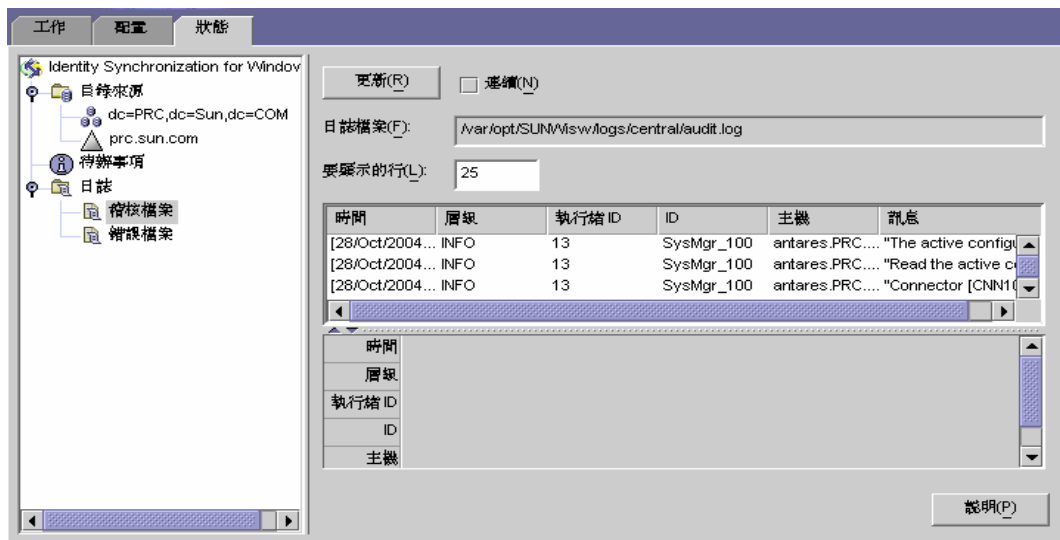 工作 配置 狀態
Identity Synchronization for Window
目錄來源
dc=PRC,dc=Sun,dc=COM
prc.sun.com
待辦事項
日誌
稽核檔案
錯誤檔案
更新(R) 連續(N)
日誌檔案(F): /var/opt/SUNWisw/logs/central/audit.log
要顯示的行(L): 25
時間 層級 執行緒 ID ID 主機 訊息
[28/Oct/2004... INFO 13 SysMgr_100 antares.PRC.... "The active configu
[28/Oct/2004... INFO 13 SysMgr_100 antares.PRC.... "Read the active co
[28/Oct/2004... INFO 13 SysMgr_100 antares.PRC.... "Connector [CNN10
時間
層級
執行緒 ID
ID
主機
說明(P)